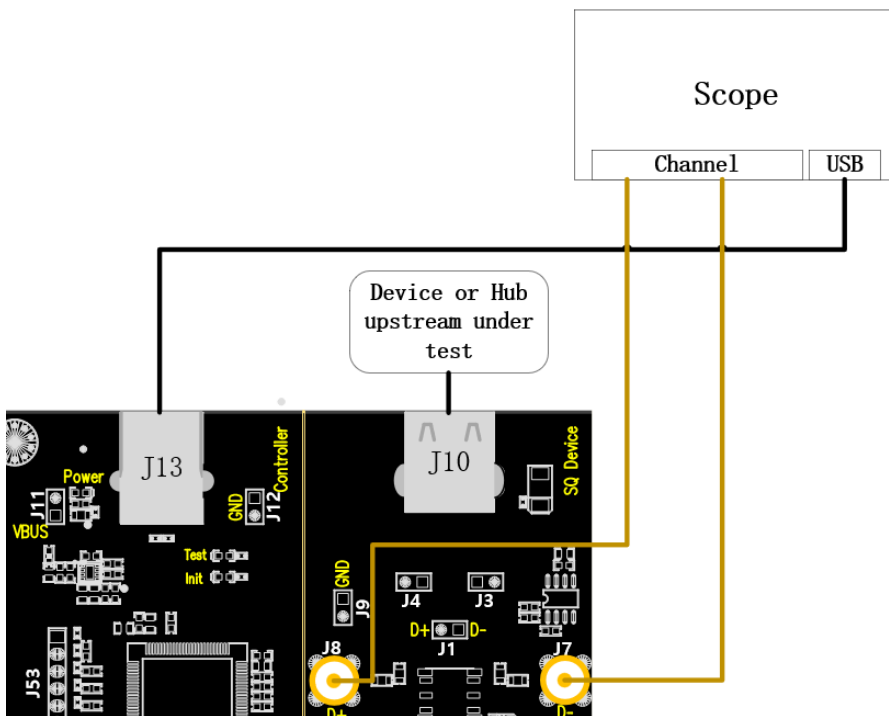 Scope
Channel
USB
Device or Hub
upstream under
test
J13
J10
Controller
SQ Device
Power
J11
VBUS
GND
J12
Test
Init
GND
J9
J4
J3
D+
D-
J1
J8
J7
J53
D+
D-